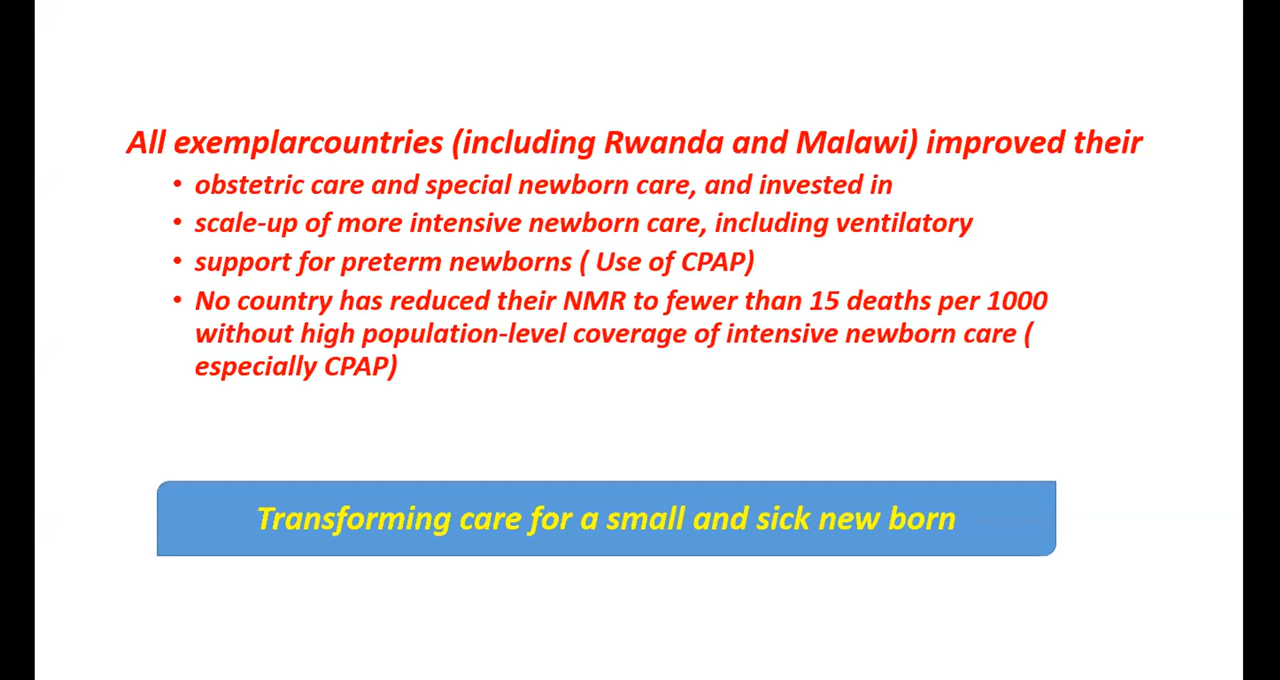 All exemplarcountries (including Rwanda and Malawi) improved their
• obstetric care and special newborn care, and invested in
• scale-up of more intensive newborn care, including ventilatory
• support for preterm newborns ( Use of CPAP)
• No country has reduced their NMR to fewer than 15 deaths per 1000
without high population-level coverage of intensive newborn care (
especially CPAP)
Transforming care for a small and sick new born